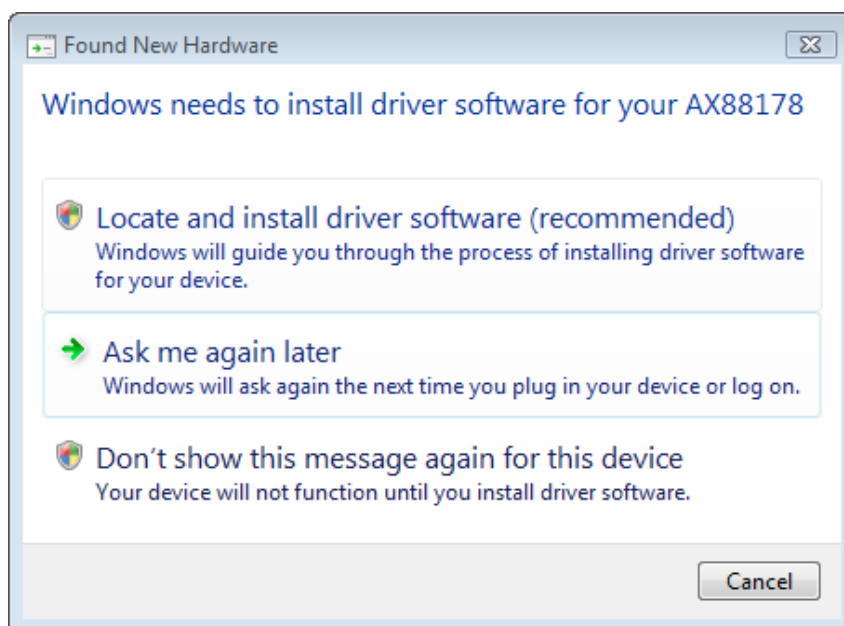 Found New Hardware
Windows needs to install driver software for your AX88178
Locate and install driver software (recommended)
Windows will guide you through the process of installing driver software
for your device.
Ask me again later
Windows will ask again the next time you plug in your device or log on.
Don't show this message again for this device
Your device will not function until you install driver software.
Cancel